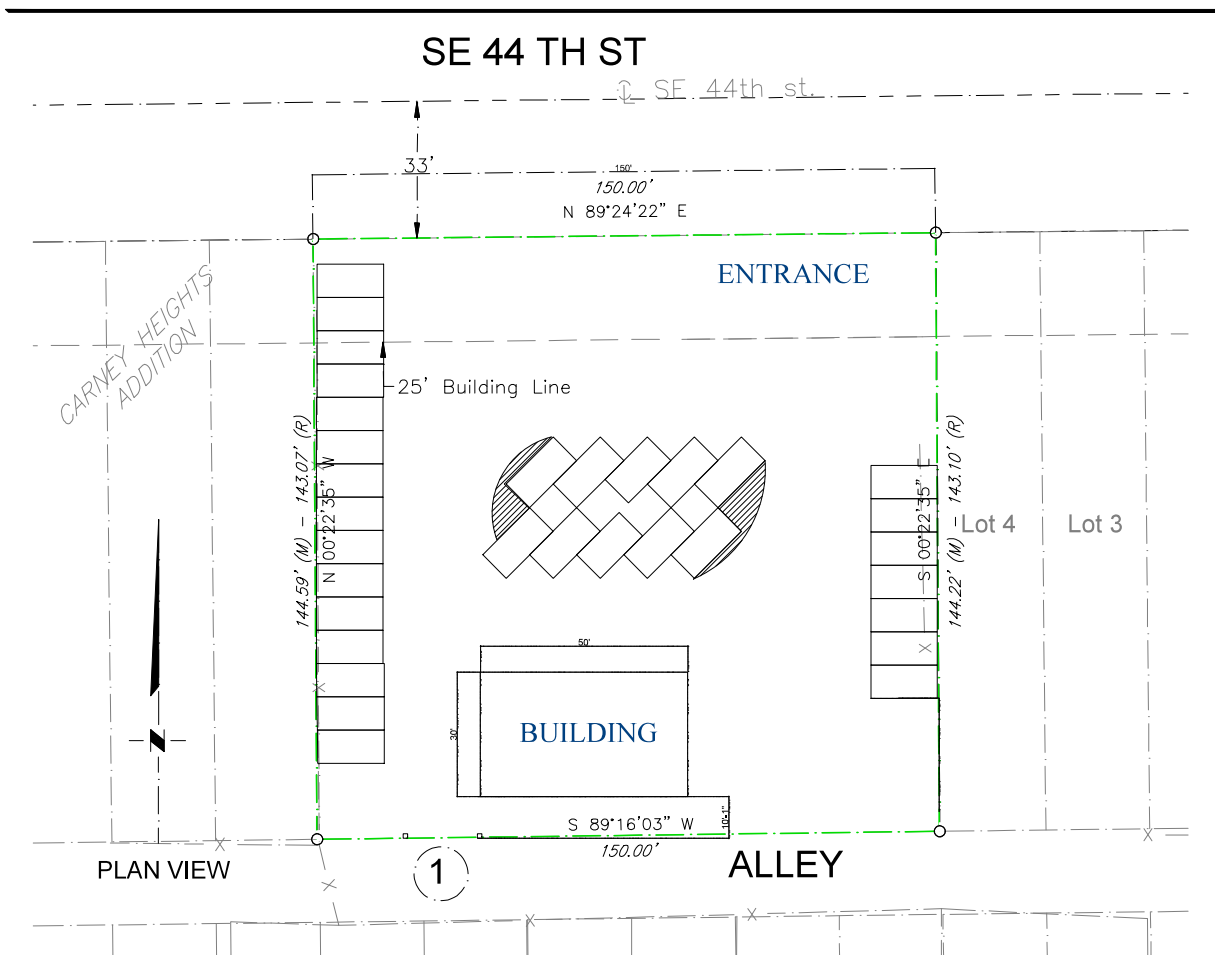 SE 44 TH ST
℄ SE 44th st.
33'
150'
150.00'
N 89°24'22" E
ENTRANCE
CARNEY HEIGHTS
ADDITION
25' Building Line
144.59' (M) - 143.07' (R)
N 00°22'35" W
S 00°22'35" E
144.22' (M) - 143.10' (R)
Lot 4
Lot 3
50'
30'
BUILDING
N
10'-1"
S 89°16'03" W
150.00'
PLAN VIEW
1
ALLEY